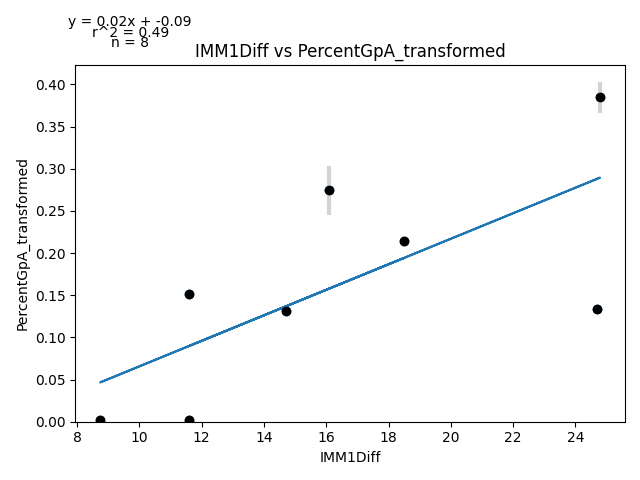 y = 0.02x + -0.09
r^2 = 0.49
n = 8
IMM1Diff vs PercentGpA_transformed
PercentGpA_transformed
0.40
0.35
0.30
0.25
0.20
0.15
0.10
0.05
0.00
8 10 12 14 16 18 20 22 24
IMM1Diff